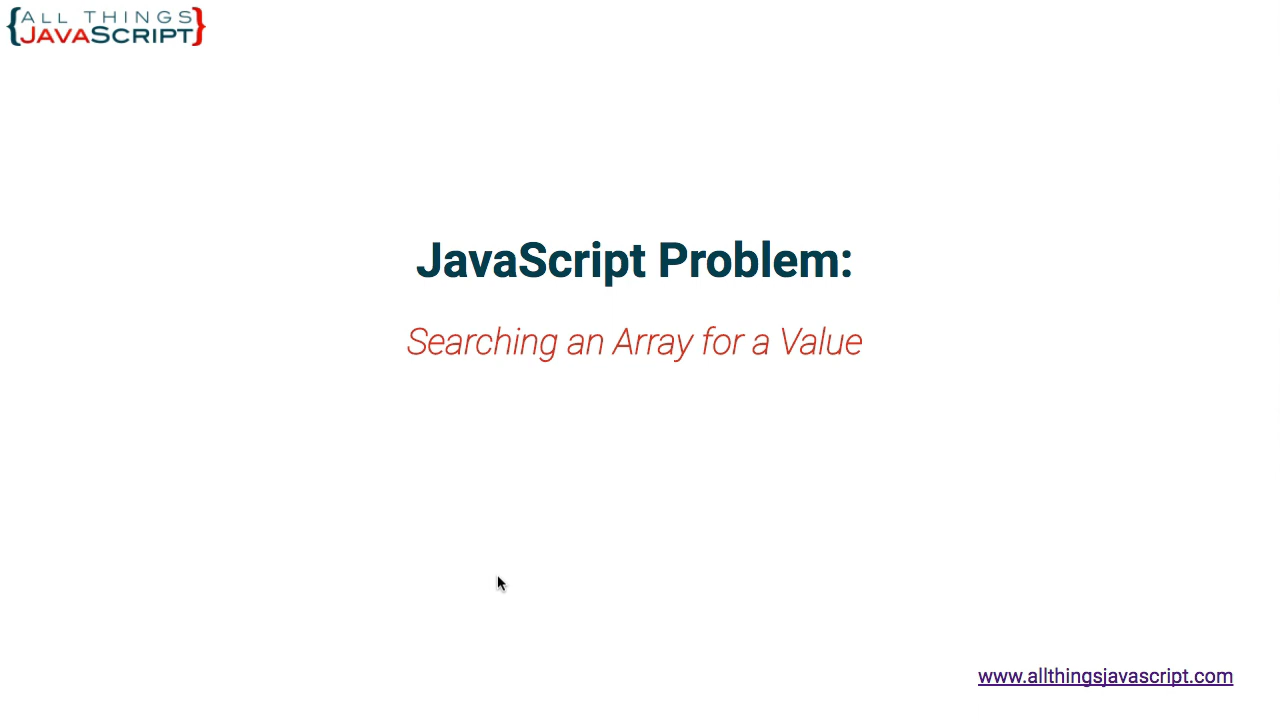 {ALL THINGS
JAVASCRIPT}
JavaScript Problem:
Searching an Array for a Value
www.allthingsjavascript.com